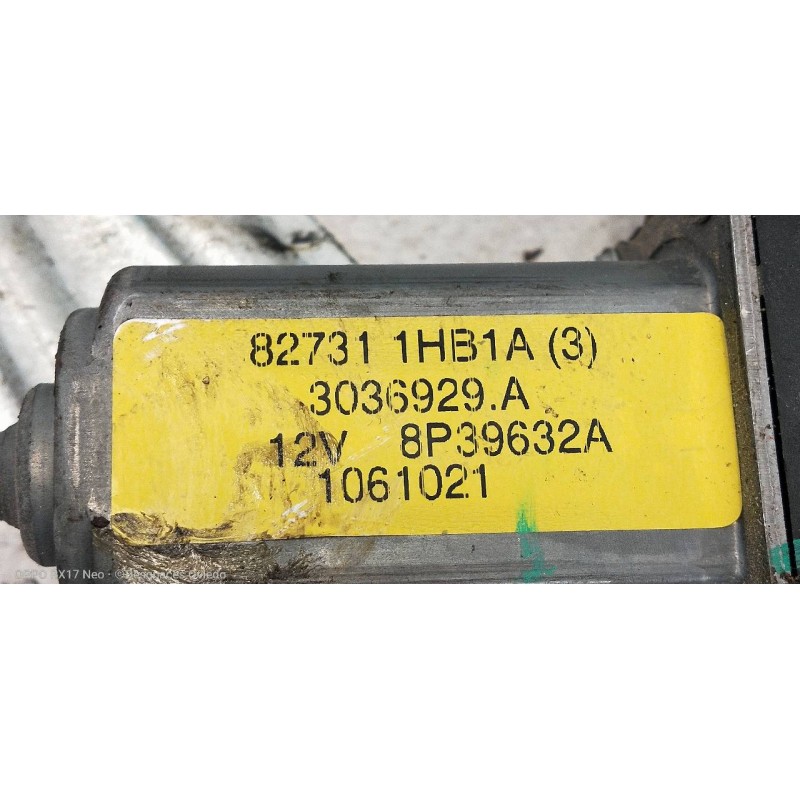 82731 1HB1A (3)
3036929.A
12V 8P39632A
1061021